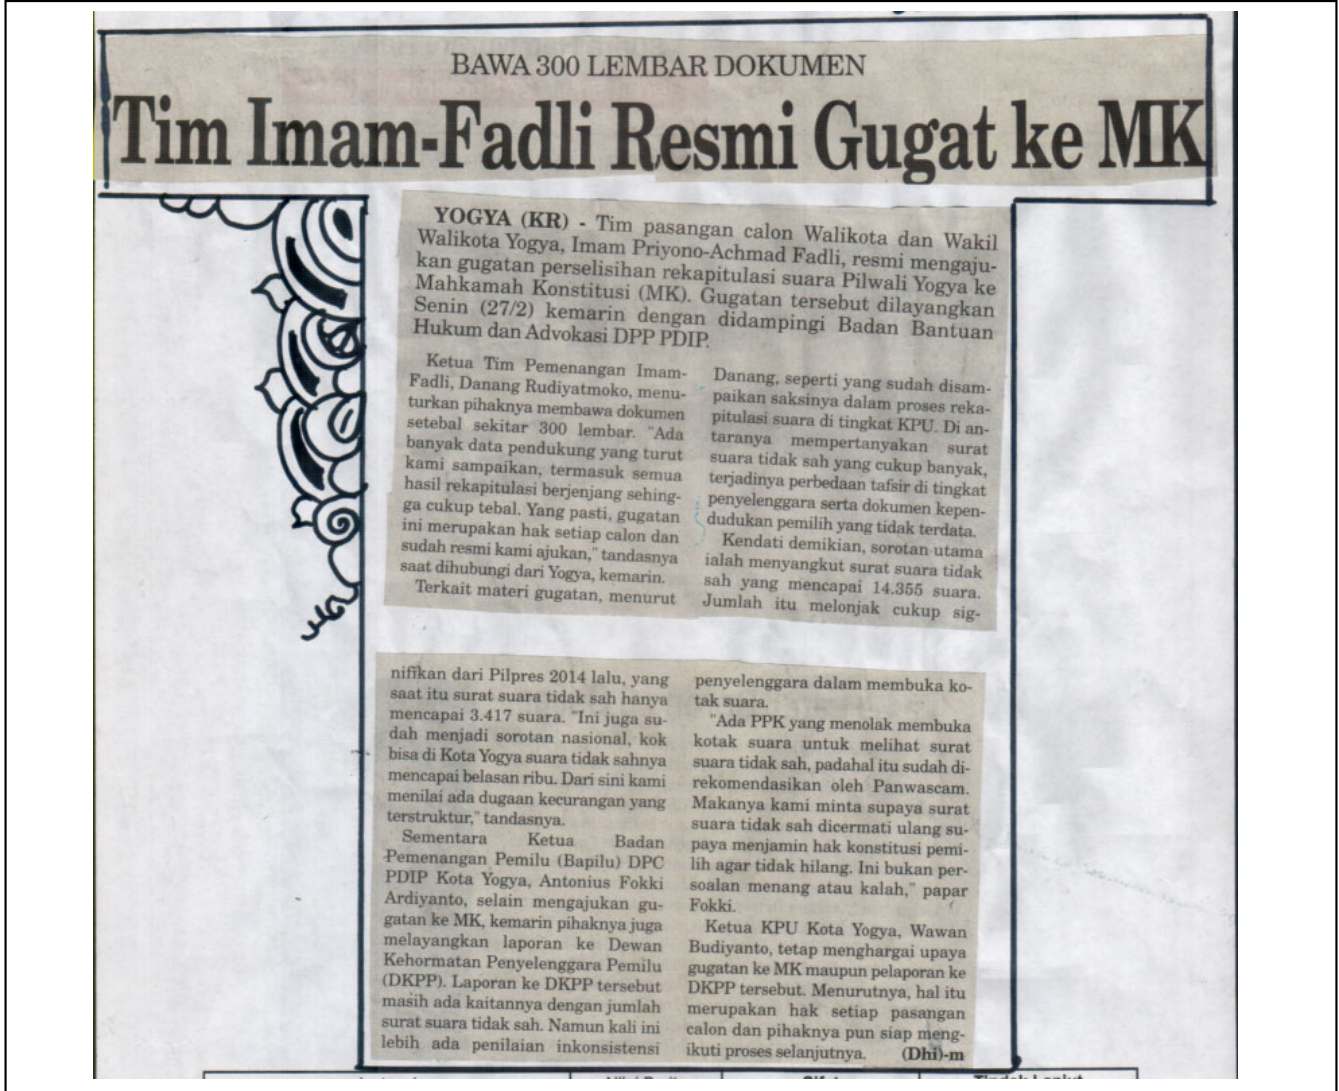 BAWA 300 LEMBAR DOKUMEN
Tim Imam-Fadli Resmi Gugat ke MK
YOGYA (KR) - Tim pasangan calon Walikota dan Wakil
Walikota Yogya, Imam Priyono-Achmad Fadli, resmi mengaju-
kan gugatan perselisihan rekapitulasi suara Pilwali Yogya ke
Mahkamah Konstitusi (MK). Gugatan tersebut dilayangkan
Senin (27/2) kemarin dengan didampingi Badan Bantuan
Hukum dan Advokasi DPP PDIP.
Ketua Tim Pemenangan Imam-
Fadli, Danang Rudiyatmoko, menu-
turkan pihaknya membawa dokumen
setebal sekitar 300 lembar. "Ada
banyak data pendukung yang turut
kami sampaikan, termasuk semua
hasil rekapitulasi berjenjang sehing-
ga cukup tebal. Yang pasti, gugatan
ini merupakan hak setiap calon dan
sudah resmi kami ajukan," tandasnya
saat dihubungi dari Yogya, kemarin.
Terkait materi gugatan, menurut
Danang, seperti yang sudah disam-
paikan saksinya dalam proses reka-
pitulasi suara di tingkat KPU. Di an-
taranya mempertanyakan surat
suara tidak sah yang cukup banyak,
terjadinya perbedaan tafsir di tingkat
penyelenggara serta dokumen kepen-
dudukan pemilih yang tidak terdata.
Kendati demikian, sorotan utama
ialah menyangkut surat suara tidak
sah yang mencapai 14.355 suara.
Jumlah itu melonjak cukup sig-
nifikan dari Pilpres 2014 lalu, yang
saat itu surat suara tidak sah hanya
mencapai 3.417 suara. "Ini juga su-
dah menjadi sorotan nasional, kok
bisa di Kota Yogya suara tidak sahnya
mencapai belasan ribu. Dari sini kami
menilai ada dugaan kecurangan yang
terstruktur," tandasnya.
Sementara Ketua Badan
Pemenangan Pemilu (Bapilu) DPC
PDIP Kota Yogya, Antonius Fokki
Ardiyanto, selain mengajukan gu-
gatan ke MK, kemarin pihaknya juga
melayangkan laporan ke Dewan
Kehormatan Penyelenggara Pemilu
(DKPP). Laporan ke DKPP tersebut
masih ada kaitannya dengan jumlah
surat suara tidak sah. Namun kali ini
lebih ada penilaian inkonsistensi
penyelenggara dalam membuka ko-
tak suara.
"Ada PPK yang menolak membuka
kotak suara untuk melihat surat
suara tidak sah, padahal itu sudah di-
rekomendasikan oleh Panwascam.
Makanya kami minta supaya surat
suara tidak sah dicermati ulang su-
paya menjamin hak konstitusi pemi-
lih agar tidak hilang. Ini bukan per-
soalan menang atau kalah," papar
Fokki.
Ketua KPU Kota Yogya, Wawan
Budiyanto, tetap menghargai upaya
gugatan ke MK maupun pelaporan ke
DKPP tersebut. Menurutnya, hal itu
merupakan hak setiap pasangan
calon dan pihaknya pun siap meng-
ikuti proses selanjutnya. (Dhi)-m